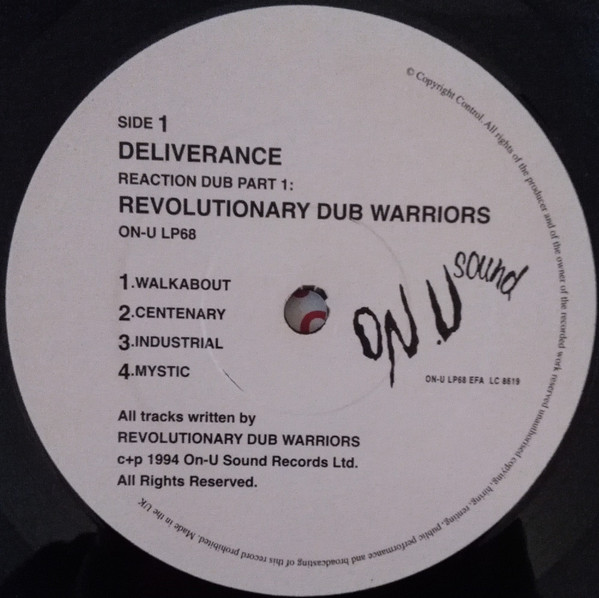 SIDE 1
DELIVERANCE
REACTION DUB PART 1:
REVOLUTIONARY DUB WARRIORS
ON-U LP68
1.WALKABOUT
2.CENTENARY
3.INDUSTRIAL
4.MYSTIC
ON.U sound
ON-U LP68 EFA LC 8619
All tracks written by
REVOLUTIONARY DUB WARRIORS
c+p 1994 On-U Sound Records Ltd.
All Rights Reserved.
© Copyright Control. All rights of the producer and of the owner of the recorded work reserved unauthorised copying, hiring, renting, public performance and broadcasting of this record prohibited. Made in the UK